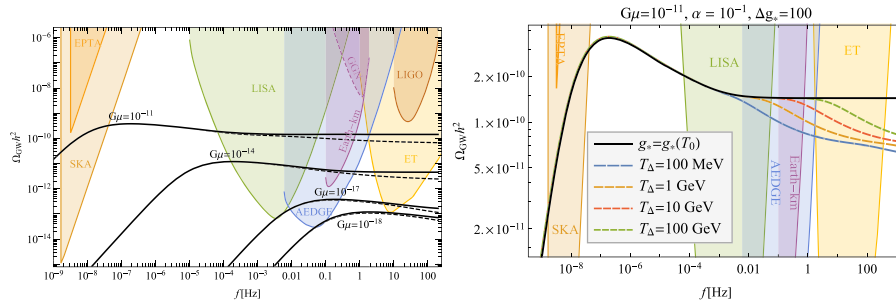 10⁻⁶
10⁻⁸
10⁻¹⁰
10⁻¹²
10⁻¹⁴
Ω_GW h²
EPTA
SKA
LISA
GGN
LIGO
Earth-km
ET
AEDGE
Gμ=10⁻¹¹
Gμ=10⁻¹⁴
Gμ=10⁻¹⁷
Gμ=10⁻¹⁸
10⁻⁹ 10⁻⁸ 10⁻⁷ 10⁻⁶ 10⁻⁵ 10⁻⁴ 10⁻³ 0.01 0.1 1 10 100
f[Hz]
Gμ=10⁻¹¹, α = 10⁻¹, Δg*=100
2.×10⁻¹⁰
1.×10⁻¹⁰
5.×10⁻¹¹
2.×10⁻¹¹
Ω_GW h²
EPTA
LISA
ET
SKA
AEDGE
Earth-km
g*=g*(T₀)
T_Δ=100 MeV
T_Δ=1 GeV
T_Δ=10 GeV
T_Δ=100 GeV
10⁻⁸ 10⁻⁶ 10⁻⁴ 0.01 1 100
f[Hz]